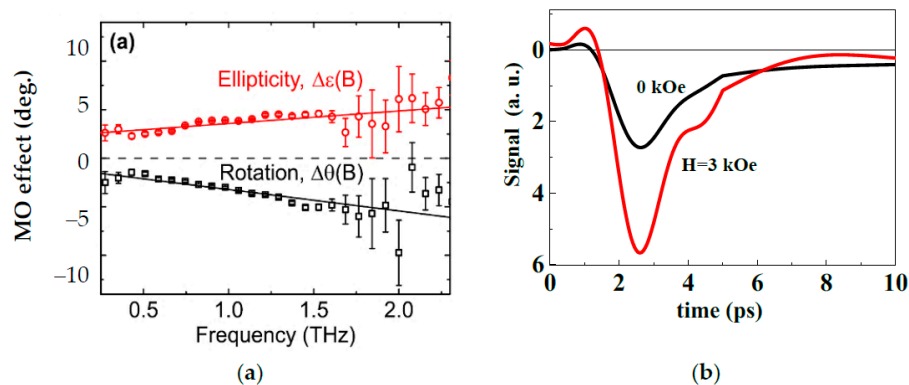 (a)
10
5
0
–5
–10
MO effect (deg.)
Ellipticity, Δε(B)
Rotation, Δθ(B)
0.5 1.0 1.5 2.0
Frequency (THz)
(a)
b)
0
2
4
6
Signal (a. u.)
0 kOe
H=3 kOe
0 2 4 6 8 10
time (ps)
(b)